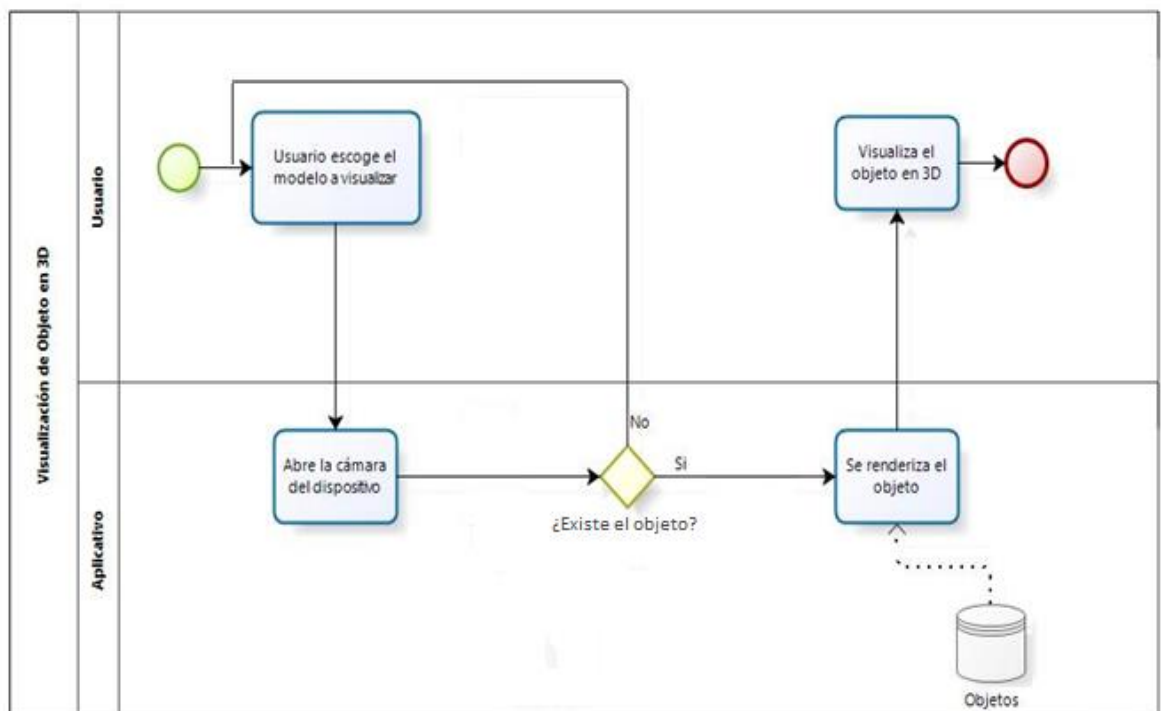 Visualización de Objeto en 3D
Usuario
Usuario escoge el
modelo a visualizar
Visualiza el
objeto en 3D
Aplicativo
Abre la cámara
del dispositivo
No
Si
¿Existe el objeto?
Se renderiza el
objeto
Objetos